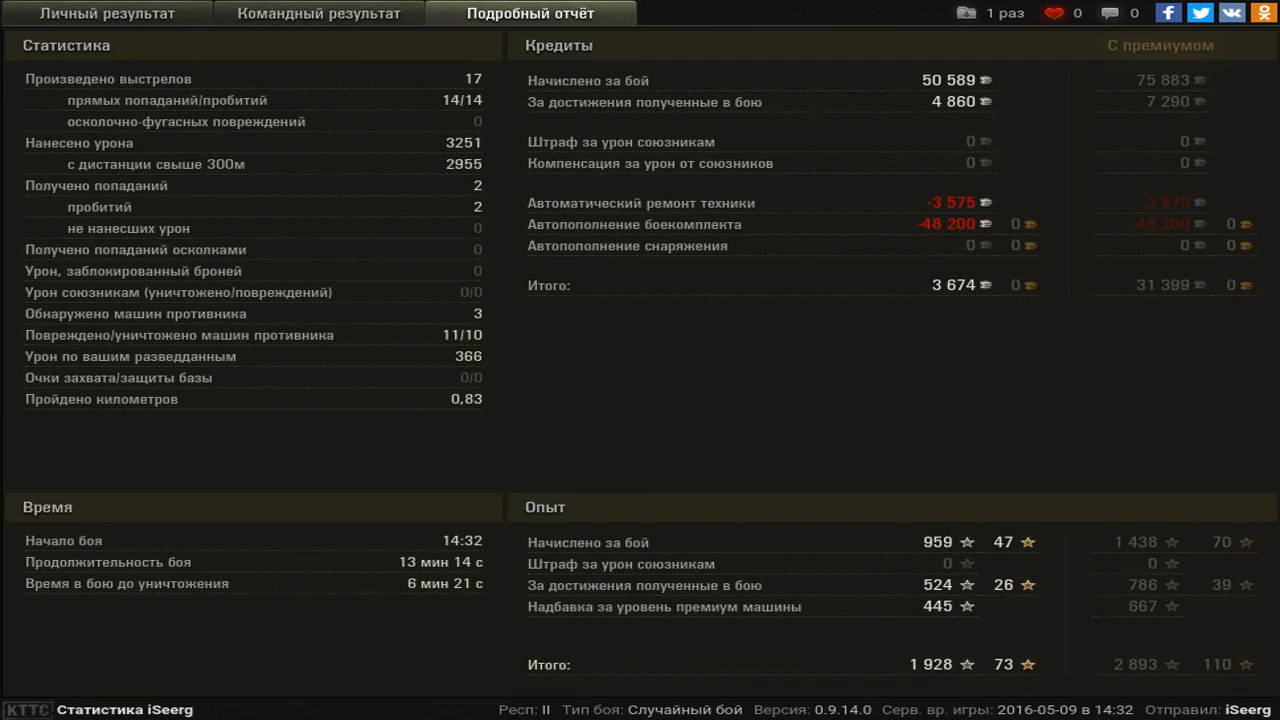 Личный результат Командный результат Подробный отчёт 1 раз 0 0
Статистика
Произведено выстрелов 17
прямых попаданий/пробитий 14/14
осколочно-фугасных повреждений 0
Нанесено урона 3251
с дистанции свыше 300м 2955
Получено попаданий 2
пробитий 2
не нанесших урон 0
Получено попаданий осколками 0
Урон, заблокированный броней 0
Урон союзникам (уничтожено/повреждений) 0/0
Обнаружено машин противника 3
Повреждено/уничтожено машин противника 11/10
Урон по вашим разведданным 366
Очки захвата/защиты базы 0/0
Пройдено километров 0,83
Кредиты С премиумом
Начислено за бой 50 589 75 883
За достижения полученные в бою 4 860 7 290
Штраф за урон союзникам 0 0
Компенсация за урон от союзников 0 0
Автоматический ремонт техники -3 575 -3 575
Автопополнение боекомплекта -48 200 0 -48 200 0
Автопополнение снаряжения 0 0 0 0
Итого: 3 674 0 31 399 0
Время
Начало боя 14:32
Продолжительность боя 13 мин 14 с
Время в бою до уничтожения 6 мин 21 с
Опыт
Начислено за бой 959 47 1 438 70
Штраф за урон союзникам 0 0
За достижения полученные в бою 524 26 786 39
Надбавка за уровень премиум машины 445 667
Итого: 1 928 73 2 893 110
КТТС Статистика iSeerg Респ: II Тип боя: Случайный бой Версия: 0.9.14.0 Серв. вр. игры: 2016-05-09 в 14:32 Отправил: iSeerg